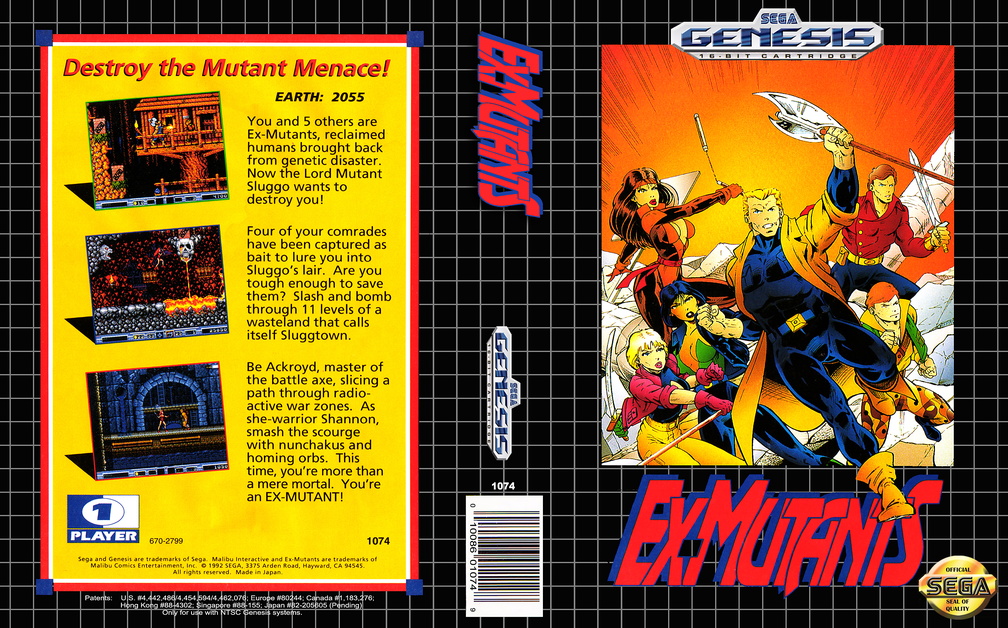 Destroy the Mutant Menace!
EARTH: 2055
You and 5 others are
Ex-Mutants, reclaimed
humans brought back
from genetic disaster.
Now the Lord Mutant
Sluggo wants to
destroy you!
Four of your comrades
have been captured as
bait to lure you into
Sluggo's lair. Are you
tough enough to save
them? Slash and bomb
through 11 levels of a
wasteland that calls
itself Sluggtown.
Be Ackroyd, master of
the battle axe, slicing a
path through radio-
active war zones. As
she-warrior Shannon,
smash the scourge
with nunchakus and
homing orbs. This
time, you're more than
a mere mortal. You're
an EX-MUTANT!
1
PLAYER
670-2799
1074
Sega and Genesis are trademarks of Sega. Malibu Interactive and Ex-Mutants are trademarks of
Malibu Comics Entertainment, Inc. © 1992 SEGA, 3375 Arden Road, Hayward, CA 94545.
All rights reserved. Made in Japan.
Patents: U.S. #4,442,486/4,454,594/4,462,076; Europe #80244; Canada #1,183,276;
Hong Kong #88-4302; Singapore #88-155; Japan #82-205605 (Pending)
Only for use with NTSC Genesis systems.
EX-MUTANTS
SEGA
GENESIS
1074
0 10086 01074 9
SEGA
GENESIS
16-BIT CARTRIDGE
EX-MUTANTS
OFFICIAL
SEGA
SEAL OF
QUALITY